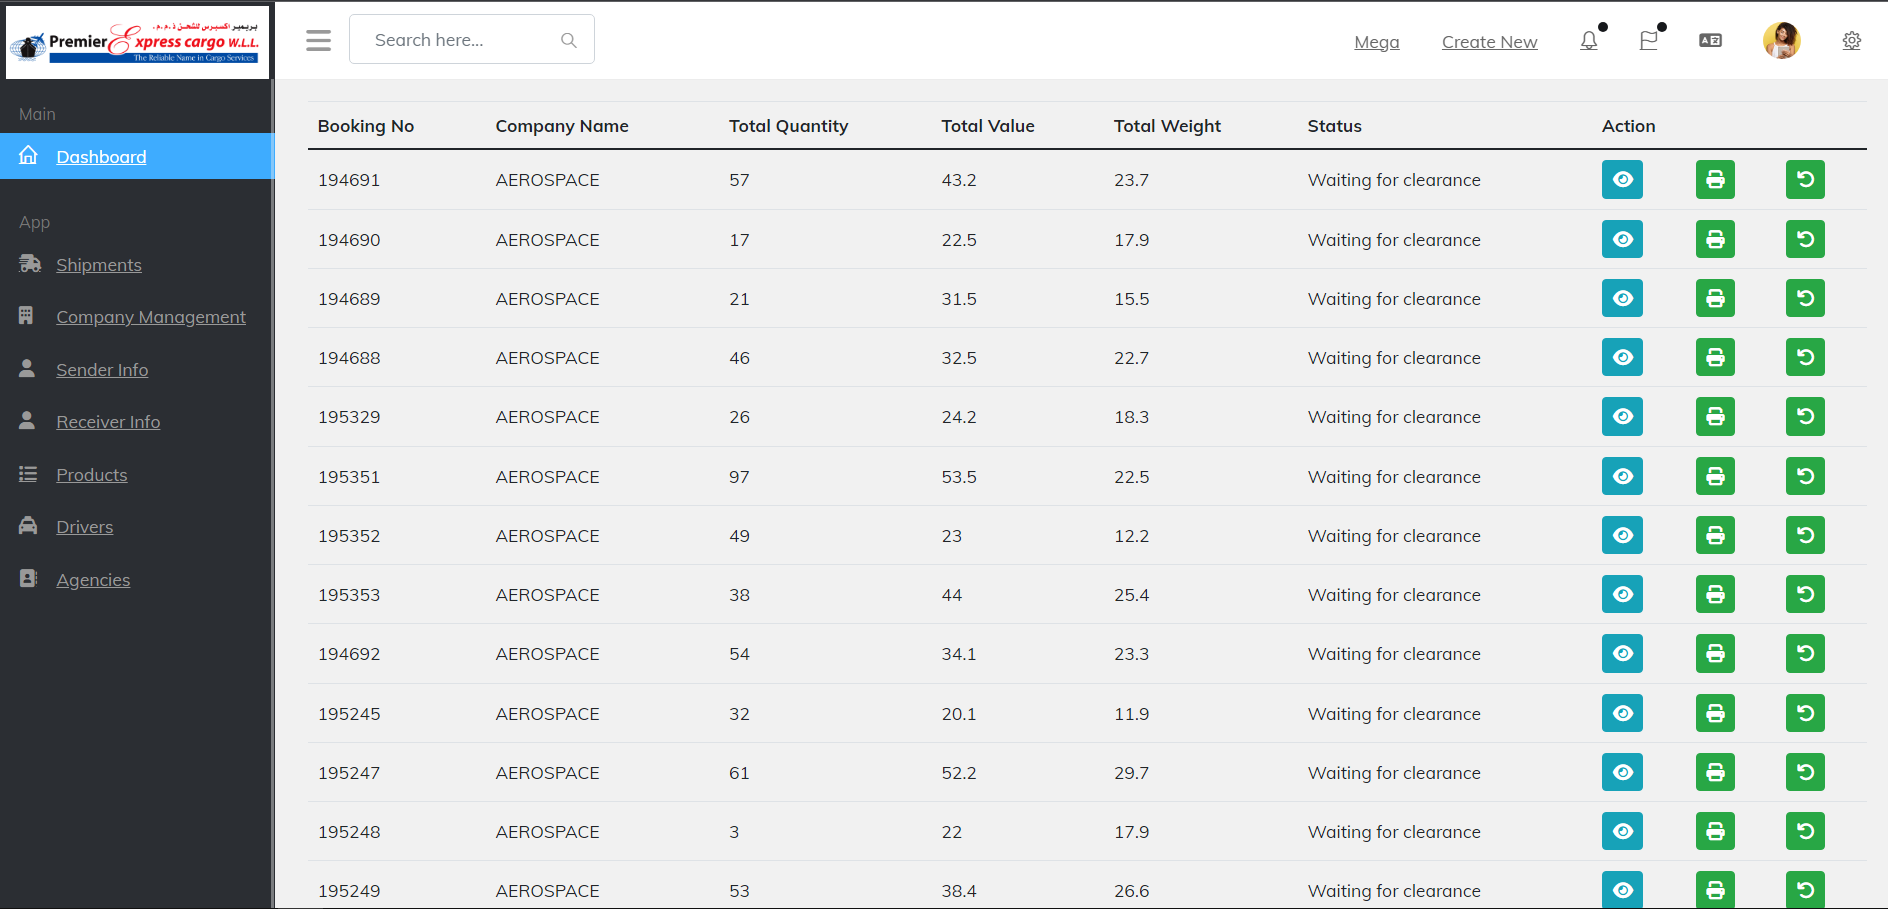 بريمير اكسبرس للشحن ذ.م.م.
Premier Express cargo W.L.L.
The Reliable Name in Cargo Services
Search here...
Mega
Create New
Main
Dashboard
App
Shipments
Company Management
Sender Info
Receiver Info
Products
Drivers
Agencies
Booking No Company Name Total Quantity Total Value Total Weight Status Action
194691 AEROSPACE 57 43.2 23.7 Waiting for clearance
194690 AEROSPACE 17 22.5 17.9 Waiting for clearance
194689 AEROSPACE 21 31.5 15.5 Waiting for clearance
194688 AEROSPACE 46 32.5 22.7 Waiting for clearance
195329 AEROSPACE 26 24.2 18.3 Waiting for clearance
195351 AEROSPACE 97 53.5 22.5 Waiting for clearance
195352 AEROSPACE 49 23 12.2 Waiting for clearance
195353 AEROSPACE 38 44 25.4 Waiting for clearance
194692 AEROSPACE 54 34.1 23.3 Waiting for clearance
195245 AEROSPACE 32 20.1 11.9 Waiting for clearance
195247 AEROSPACE 61 52.2 29.7 Waiting for clearance
195248 AEROSPACE 3 22 17.9 Waiting for clearance
195249 AEROSPACE 53 38.4 26.6 Waiting for clearance